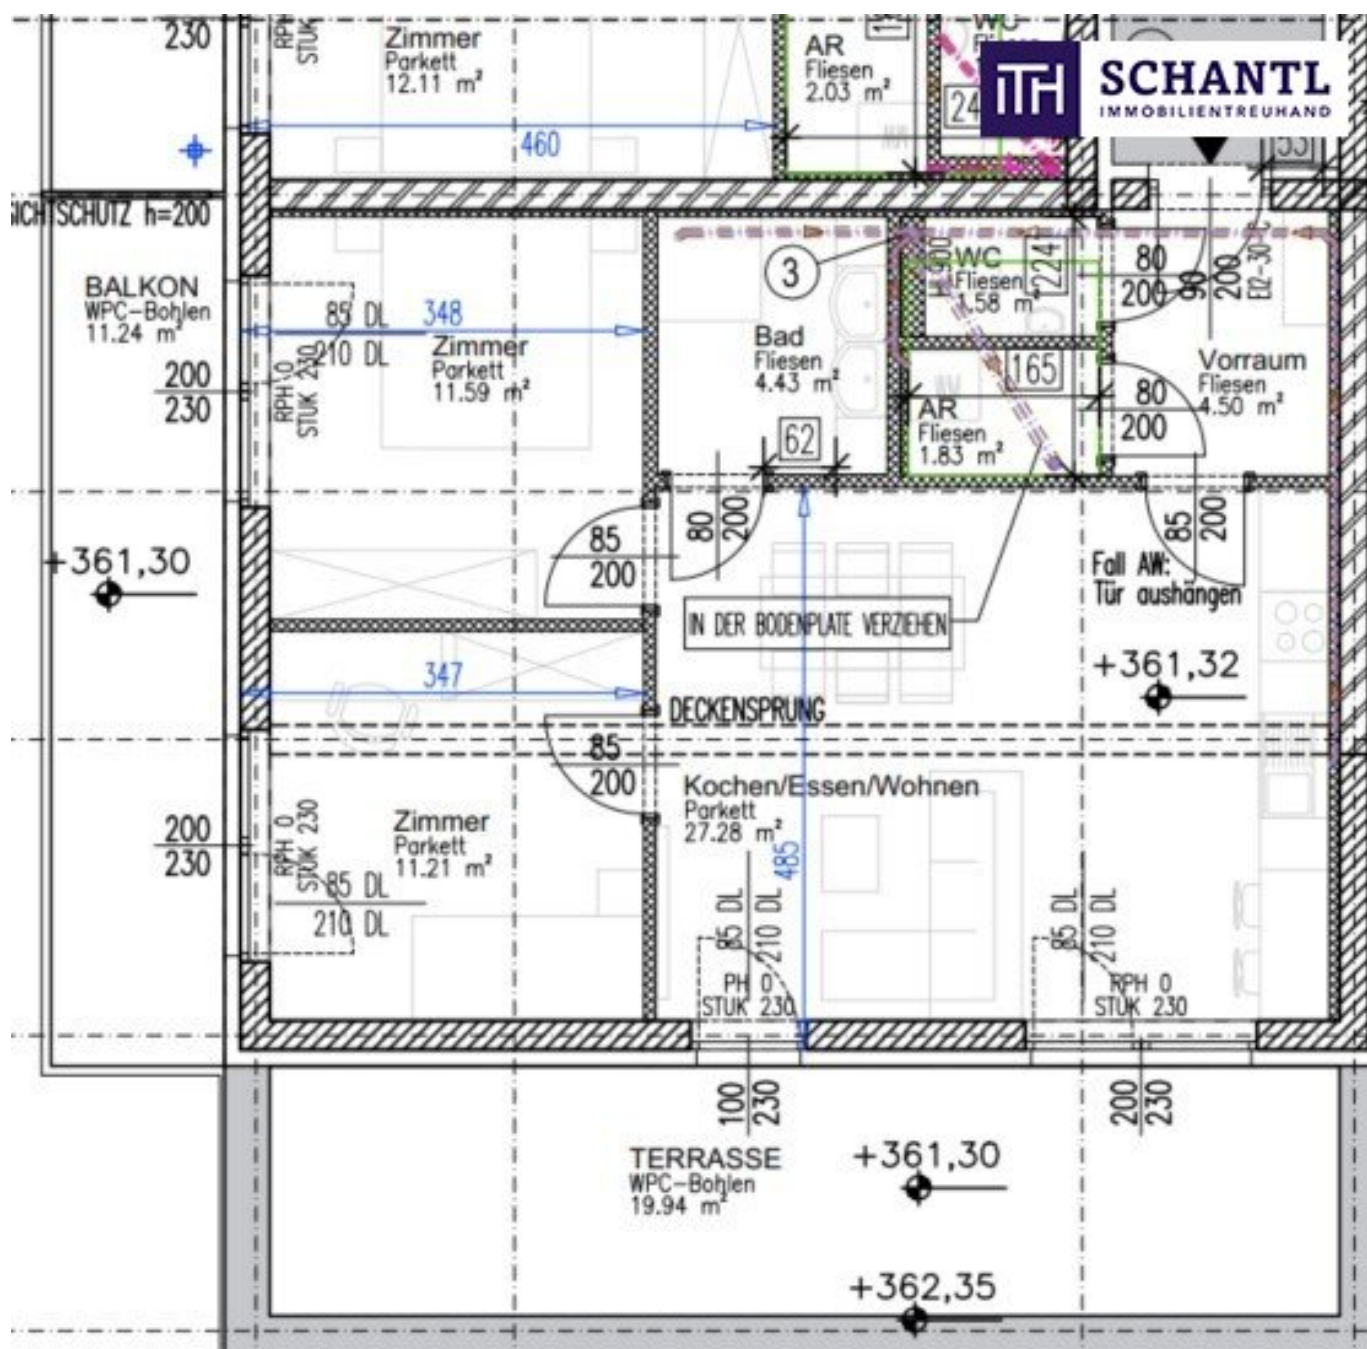 230
STUK
Zimmer
Parkett
12.11 m²
AR
Fliesen
2.03 m²
WC
24
SCHANTL
IMMOBILIENTREUHAND
460
SICHTSCHUTZ h=200
BALKON
WPC-Bohlen
11.24 m²
85 DL
210 DL
348
Zimmer
Parkett
11.59 m²
200
230
RPH 0
STUK 230
3
WC
Fliesen
1.58 m²
224
80
200
90
200
EI2-30-C
Bad
Fliesen
4.43 m²
62
165
AR
Fliesen
1.83 m²
80
200
Vorraum
Fliesen
4.50 m²
+361,30
85
200
80
200
85
200
Fall AW:
Tür aushängen
IN DER BODENPLATE VERZIEHEN
+361,32
347
DECKENSPRUNG
85
200
Kochen/Essen/Wohnen
Parkett
27.28 m²
485
Zimmer
Parkett
11.21 m²
200
230
RPH 0
STUK 230
85 DL
210 DL
85 DL
210 DL
PH 0
STUK 230
85 DL
210 DL
RPH 0
STUK 230
100
230
200
230
TERRASSE
WPC-Bohlen
19.94 m²
+361,30
+362,35